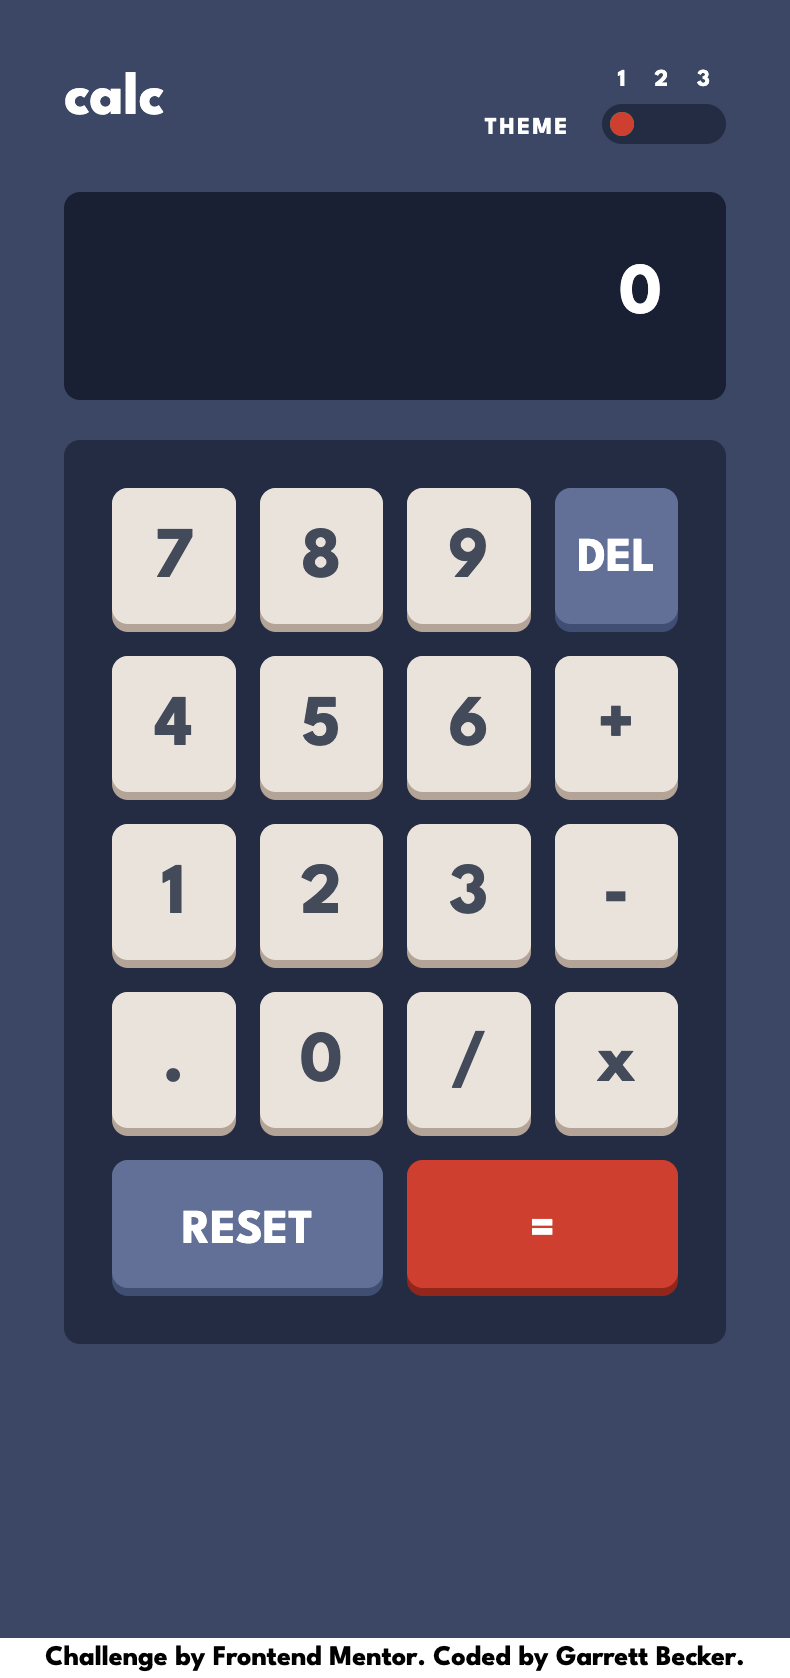 calc
1 2 3
THEME
0
7 8 9 DEL
4 5 6 +
1 2 3 -
. 0 / x
RESET =
Challenge by Frontend Mentor. Coded by Garrett Becker.